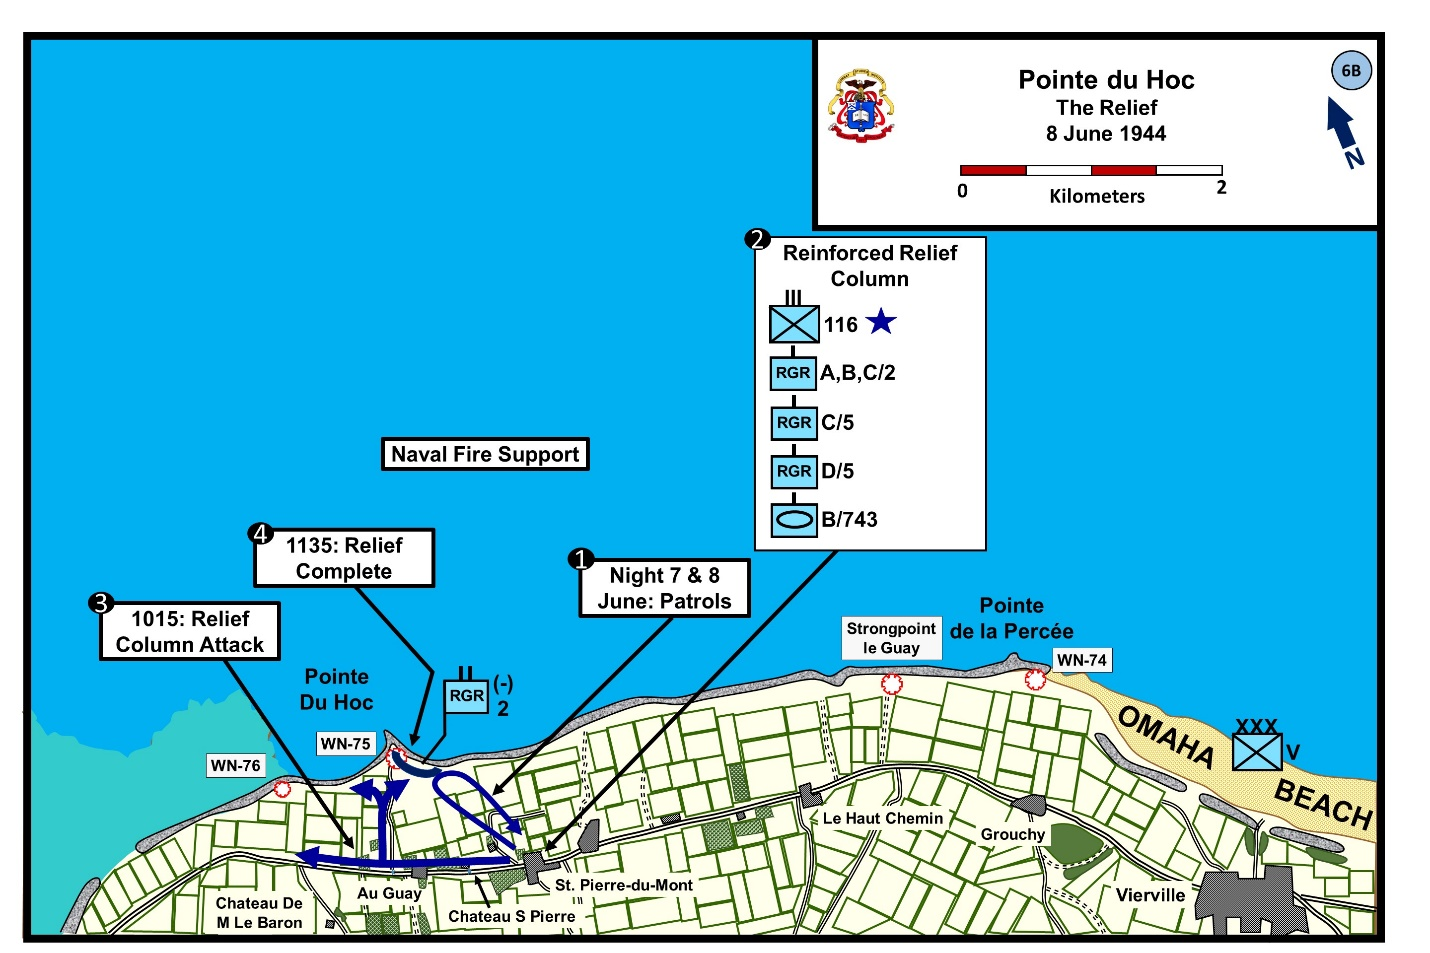 6B
Pointe du Hoc
The Relief
8 June 1944
N
0
2
Kilometers
2
Reinforced Relief
Column
116
RGR A,B,C/2
RGR C/5
RGR D/5
B/743
Naval Fire Support
4
1135: Relief
Complete
1
Night 7 & 8
June: Patrols
3
1015: Relief
Column Attack
Pointe
Du Hoc
RGR (-)
2
Strongpoint
le Guay
Pointe
de la Percée
WN-74
WN-75
WN-76
OMAHA
BEACH
XXX
V
Le Haut Chemin
Grouchy
Vierville
St. Pierre-du-Mont
Au Guay
Chateau S Pierre
Chateau De
M Le Baron